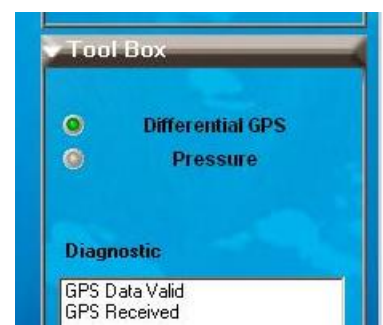 Tool Box
Differential GPS
Pressure
Diagnostic
GPS Data Valid
GPS Received